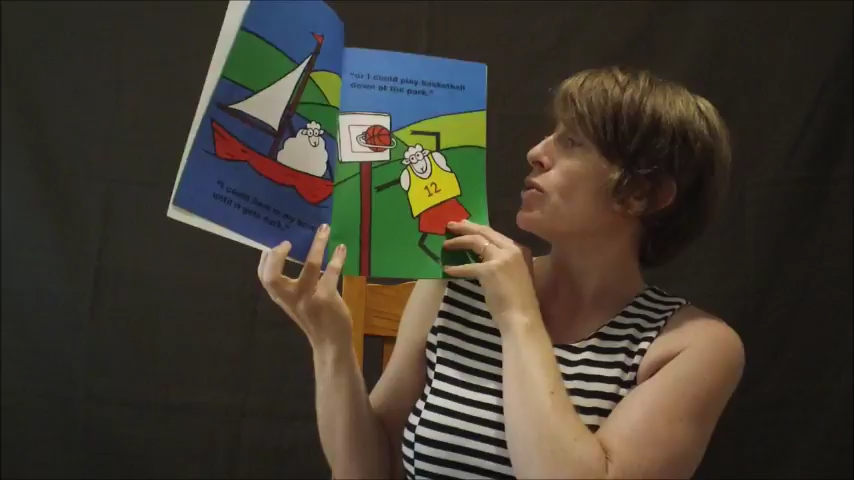 "I could
until it gets dark,"
"or I could play basketball
down at the park."
12